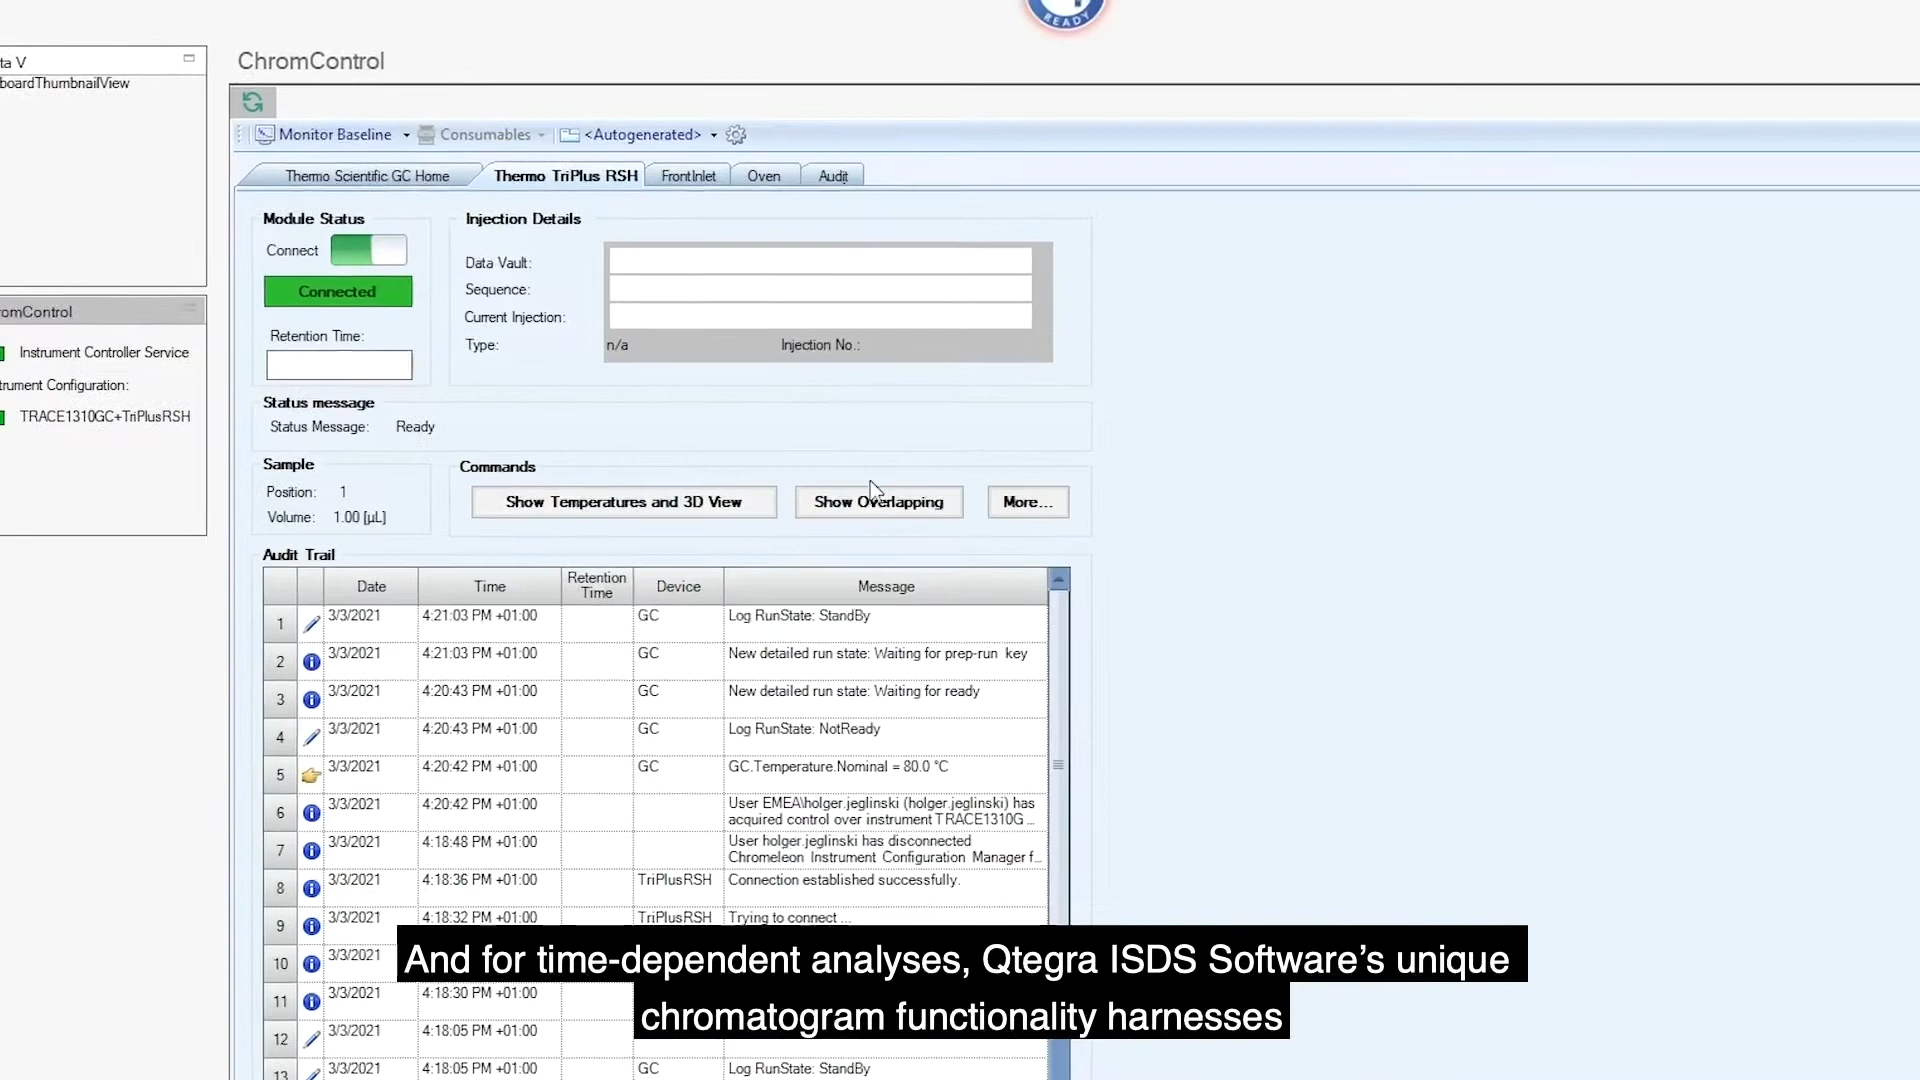 READY
ta V
boardThumbnailView
ChromControl
Monitor Baseline
Consumables
<Autogenerated>
Thermo Scientific GC Home
Thermo TriPlus RSH
FrontInlet
Oven
Audit
Module Status
Connect
Connected
Retention Time:
Injection Details
Data Vault:
Sequence:
Current Injection:
Type:
n/a
Injection No.:
omControl
Instrument Controller Service
trument Configuration:
TRACE1310GC+TriPlusRSH
Status message
Status Message: Ready
Sample
Position: 1
Volume: 1.00 [µL]
Commands
Show Temperatures and 3D View
Show Overlapping
More...
Audit Trail
Date Time Retention Time Device Message
1 3/3/2021 4:21:03 PM +01:00 GC Log RunState: StandBy
2 3/3/2021 4:21:03 PM +01:00 GC New detailed run state: Waiting for prep-run key
3 3/3/2021 4:20:43 PM +01:00 GC New detailed run state: Waiting for ready
4 3/3/2021 4:20:43 PM +01:00 GC Log RunState: NotReady
5 3/3/2021 4:20:42 PM +01:00 GC GC.Temperature.Nominal = 80.0 °C
6 3/3/2021 4:20:42 PM +01:00 User EMEA\holger.jeglinski (holger.jeglinski) has
acquired control over instrument TRACE1310G ...
7 3/3/2021 4:18:48 PM +01:00 User holger.jeglinski has disconnected
Chromeleon Instrument Configuration Manager f...
8 3/3/2021 4:18:36 PM +01:00 TriPlusRSH Connection established successfully.
9 3/3/2021 4:18:32 PM +01:00 TriPlusRSH Trying to connect ...
10 3/3/2021
11 3/3/2021 4:18:30 PM +01:00
12 3/3/2021 4:18:05 PM +01:00
13 3/3/2021 4:18:05 PM +01:00 GC Log RunState: StandBy
And for time-dependent analyses, Qtegra ISDS Software’s unique
chromatogram functionality harnesses